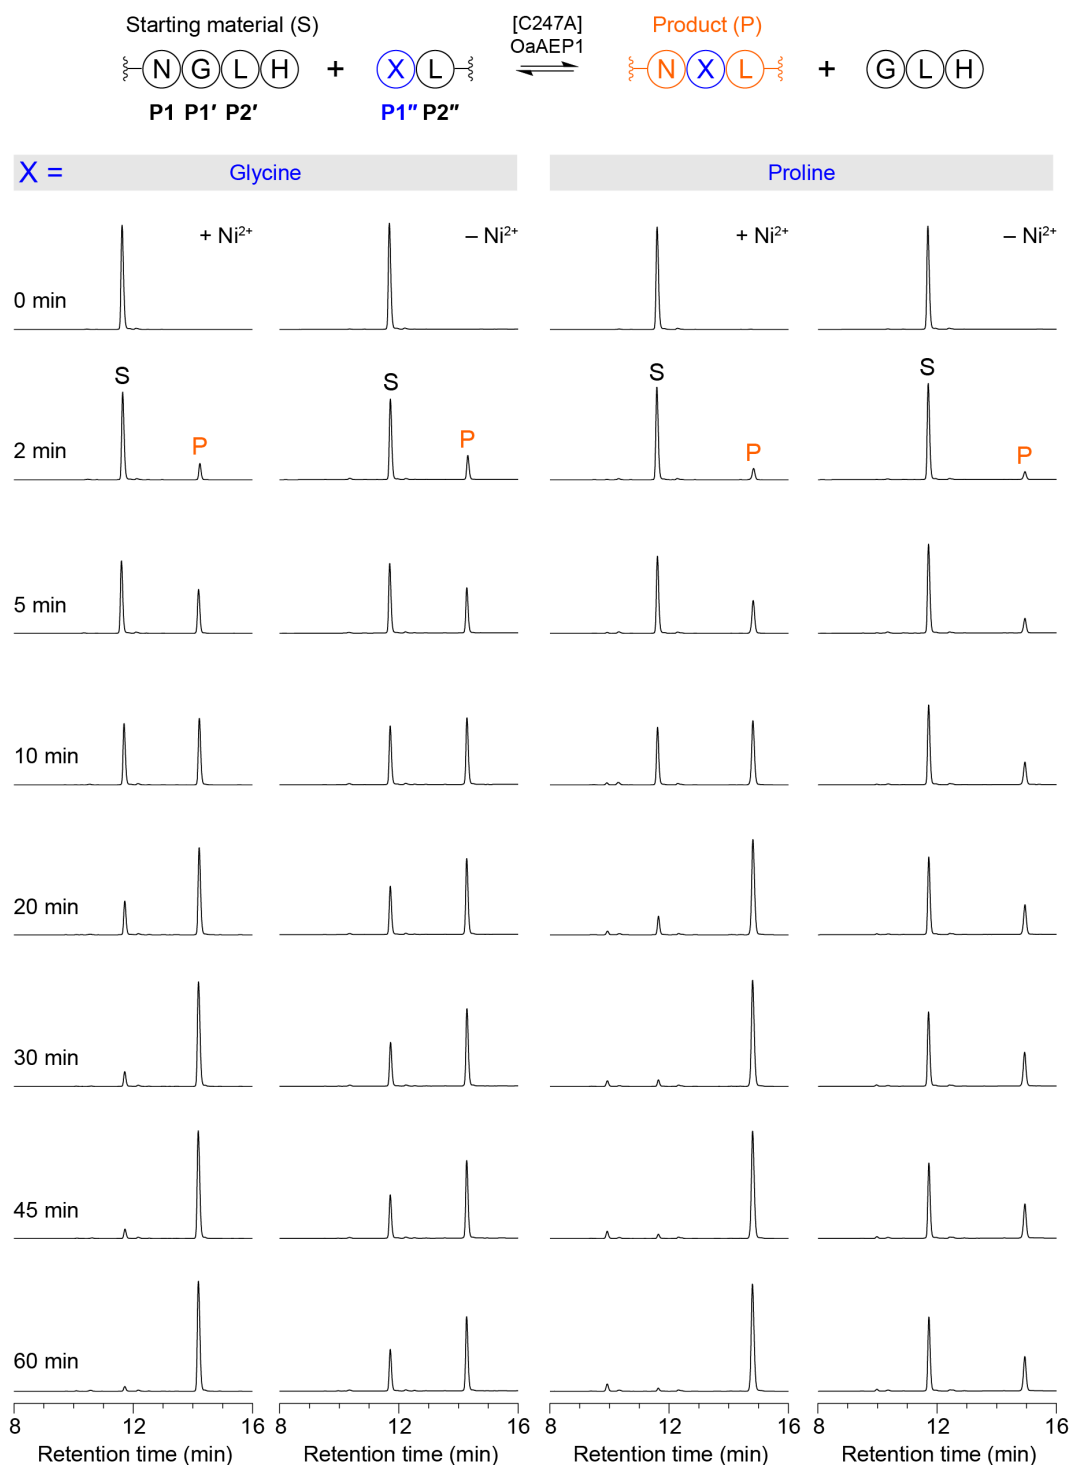 Starting material (S)
[C247A]
OaAEP1
Product (P)
N G L H + X L N X L + G L H
P1 P1′ P2′ P1″ P2″
X = Glycine Proline
+ Ni2+ – Ni2+ + Ni2+ – Ni2+
0 min
S P S P S P S P
2 min
5 min
10 min
20 min
30 min
45 min
60 min
8 12 16 8 12 16 8 12 16 8 12 16
Retention time (min) Retention time (min) Retention time (min) Retention time (min)